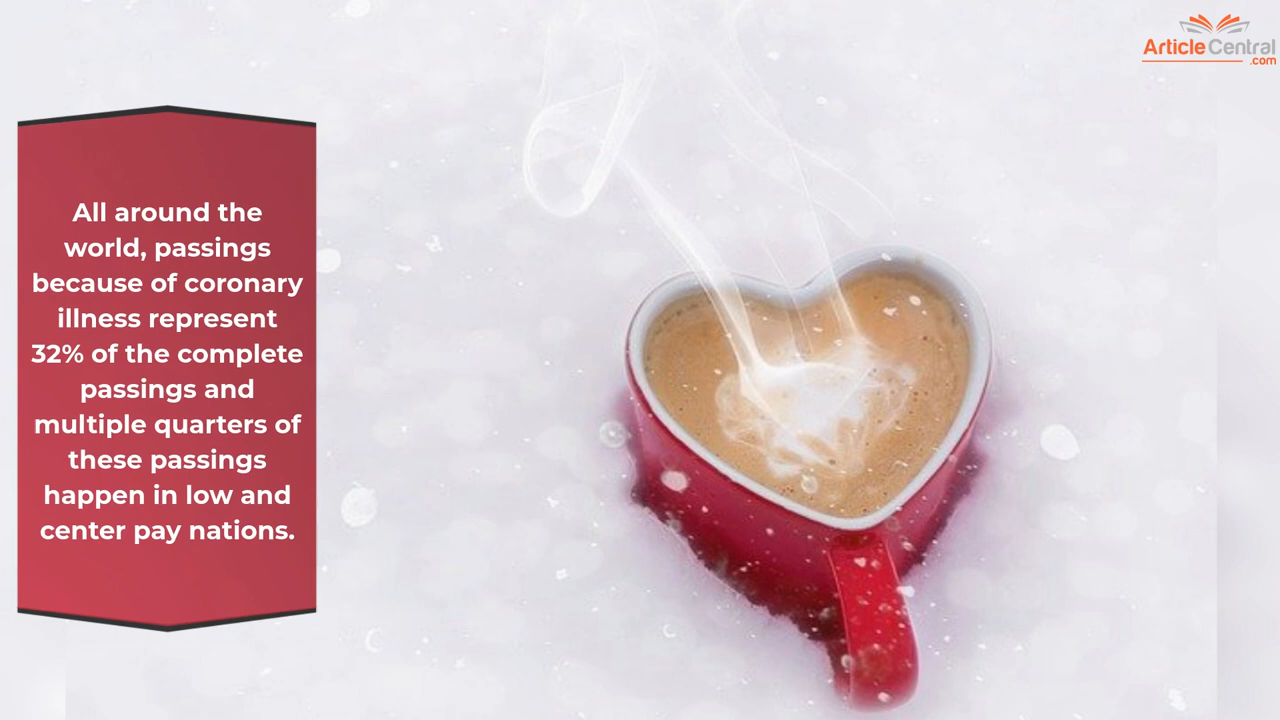 ArticleCentral
.com
All around the
world, passings
because of coronary
illness represent
32% of the complete
passings and
multiple quarters of
these passings
happen in low and
center pay nations.